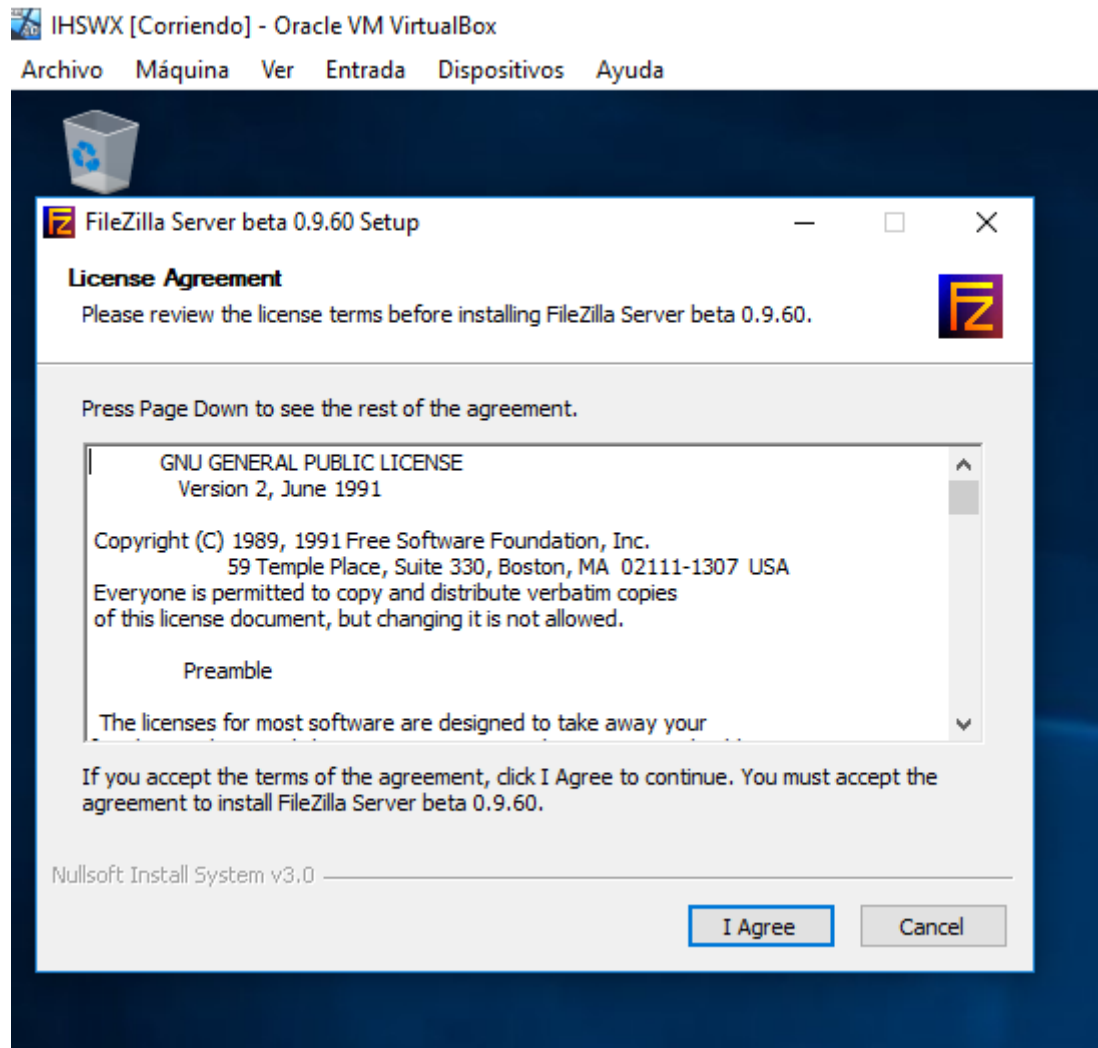 IHSWX [Corriendo] - Oracle VM VirtualBox
Archivo Máquina Ver Entrada Dispositivos Ayuda
FileZilla Server beta 0.9.60 Setup
License Agreement
Please review the license terms before installing FileZilla Server beta 0.9.60.
Press Page Down to see the rest of the agreement.
GNU GENERAL PUBLIC LICENSE
Version 2, June 1991
Copyright (C) 1989, 1991 Free Software Foundation, Inc.
59 Temple Place, Suite 330, Boston, MA 02111-1307 USA
Everyone is permitted to copy and distribute verbatim copies
of this license document, but changing it is not allowed.
Preamble
The licenses for most software are designed to take away your
If you accept the terms of the agreement, click I Agree to continue. You must accept the
agreement to install FileZilla Server beta 0.9.60.
Nullsoft Install System v3.0
I Agree Cancel